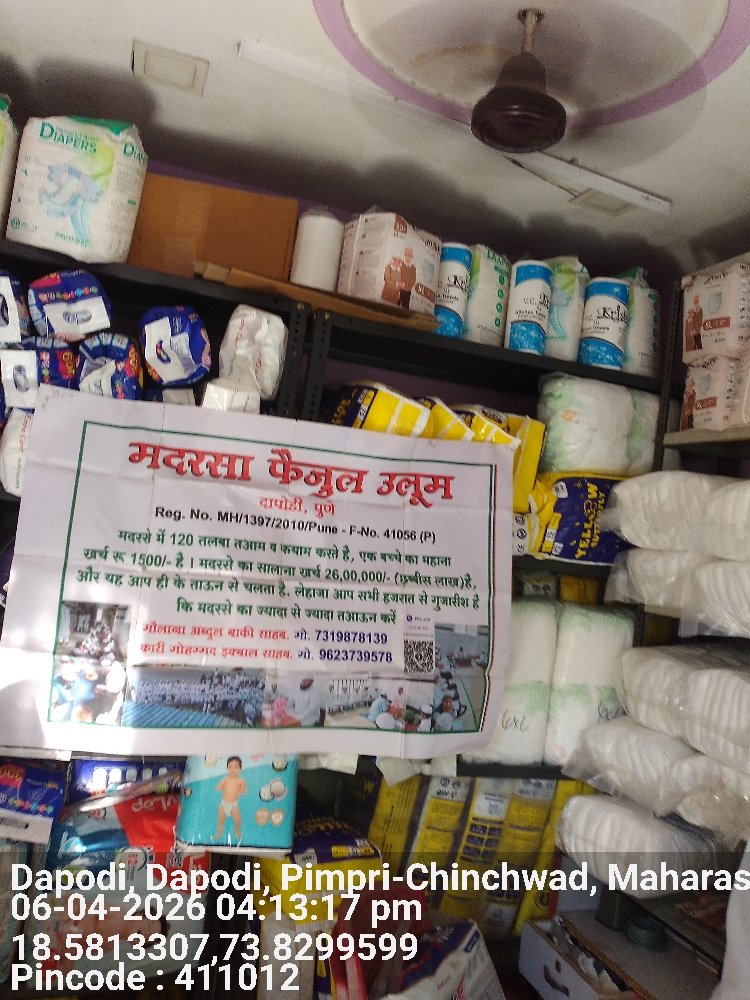 DIAPERS
मदरसा फैजुल उलूम
दापोडी, पुणे
Reg. No. MH/1397/2010/Pune - F-No. 41056 (P)
मदरसे में 120 तलबा तआम व कयाम करते है, एक बच्चे का महाना
खर्च रू 1500/- है । मदरसे का सालाना खर्च 26,00,000/- (छब्बीस लाख)है,
और यह आप ही के ताऊन से चलता है. लेहाजा आप सभी हजरात से गुजारीश है
कि मदरसे का ज्यादा से ज्यादा तआऊन करें
मौलाना अब्दुल बाकी साहब. मो. 7319878139
कारी मोहम्मद इक्बाल साहब. मो. 9623739578
YELLOW
6x6
Dapodi, Dapodi, Pimpri-Chinchwad, Maharas
06-04-2026 04:13:17 pm
18.5813307,73.8299599
Pincode : 411012